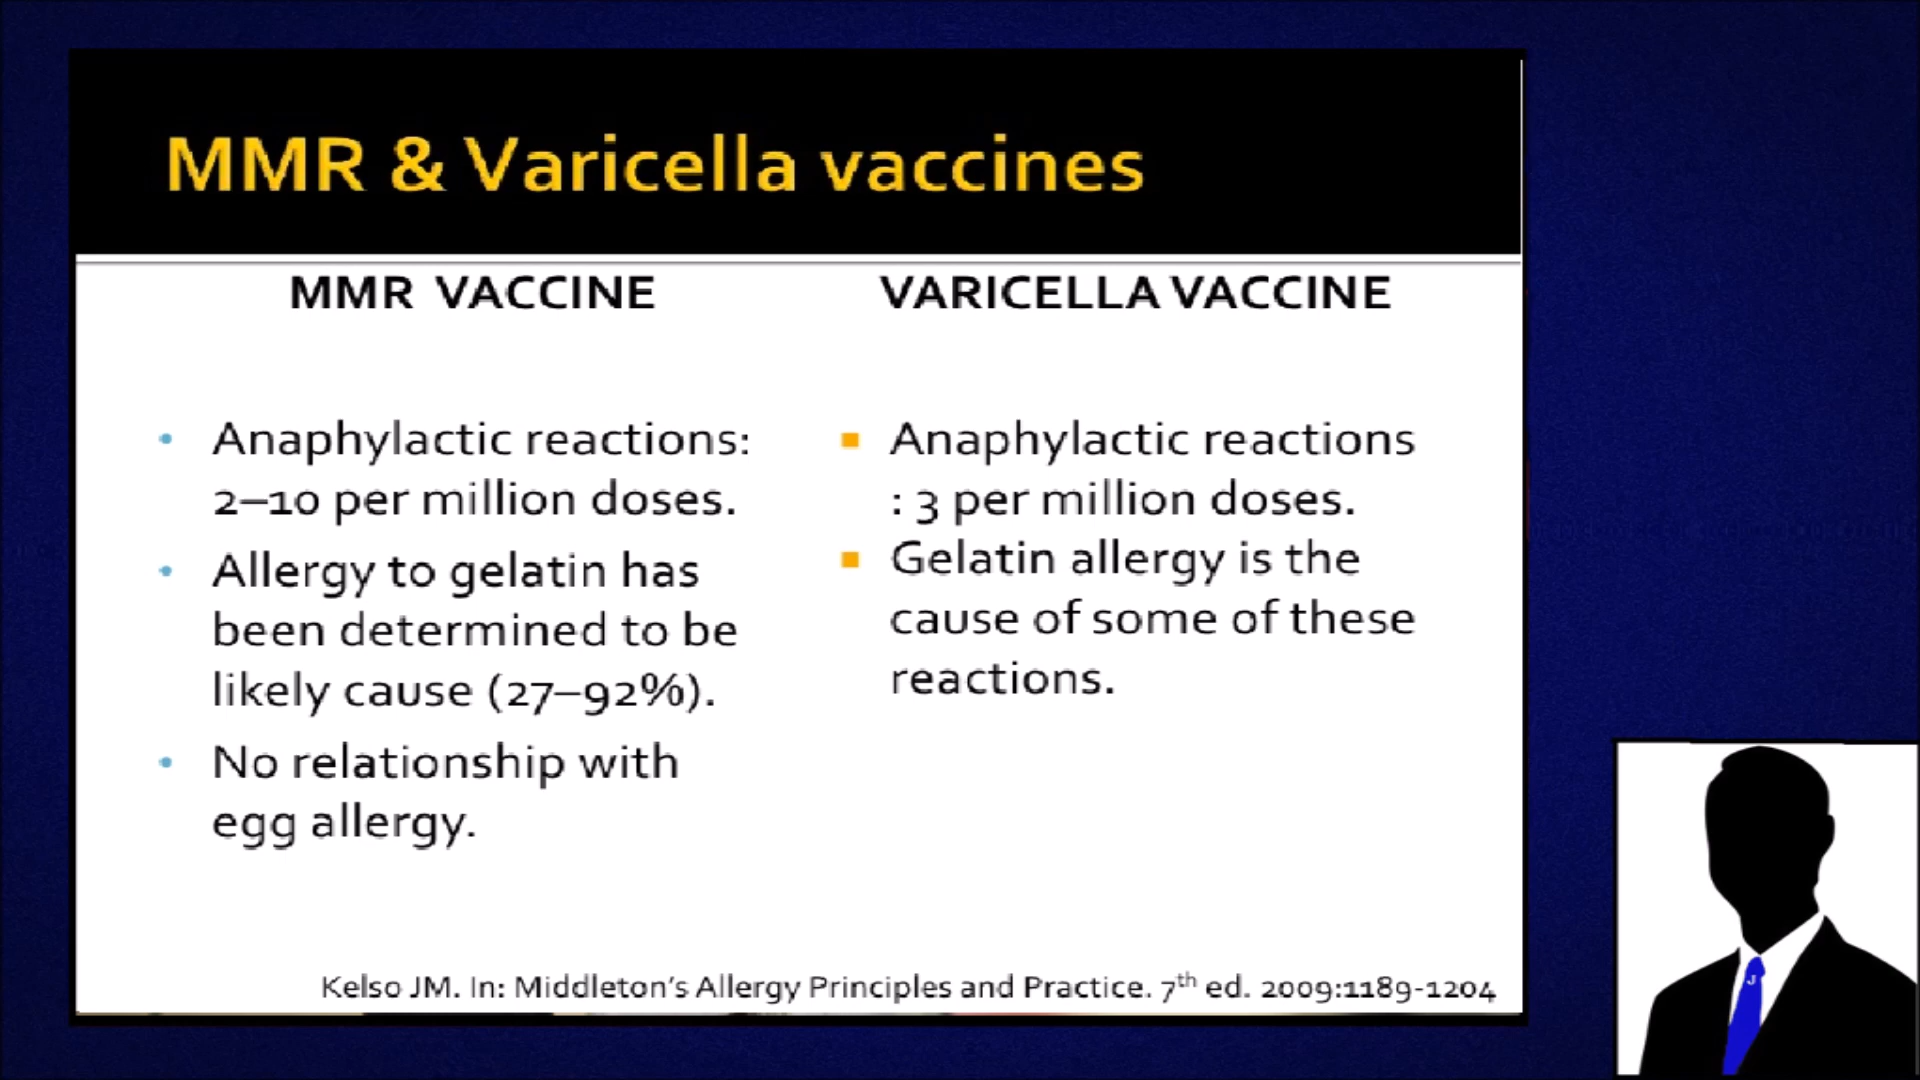 MMR & Varicella vaccines
MMR VACCINE
• Anaphylactic reactions:
2–10 per million doses.
• Allergy to gelatin has
been determined to be
likely cause (27–92%).
• No relationship with
egg allergy.
VARICELLA VACCINE
▪ Anaphylactic reactions
: 3 per million doses.
▪ Gelatin allergy is the
cause of some of these
reactions.
Kelso JM. In: Middleton's Allergy Principles and Practice. 7th ed. 2009:1189-1204
J